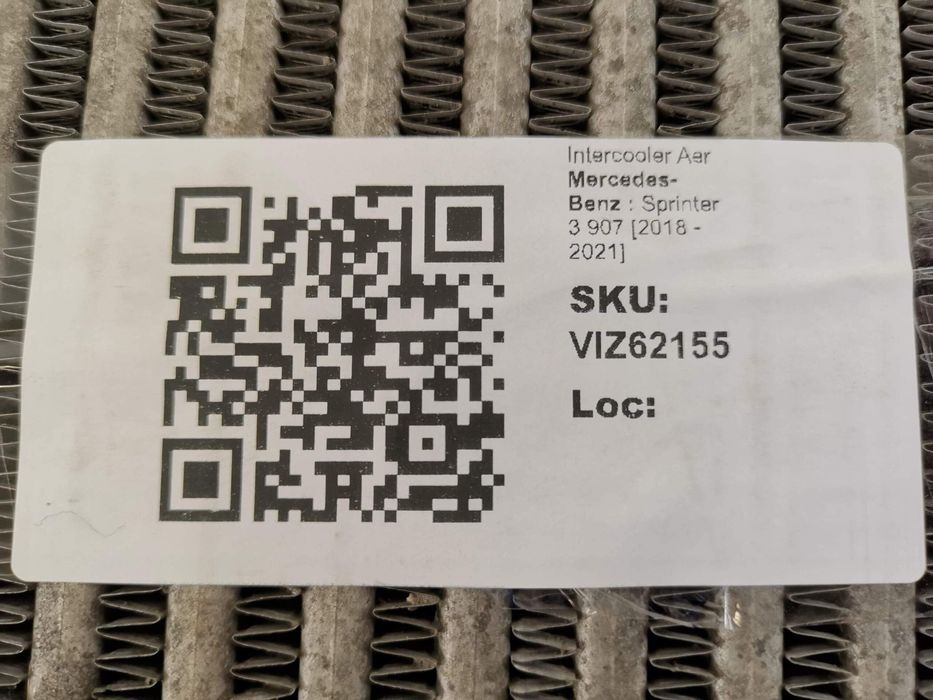 Intercooler Aer
Mercedes-
Benz : Sprinter
3 907 [2018 -
2021]
SKU:
VIZ62155
Loc: